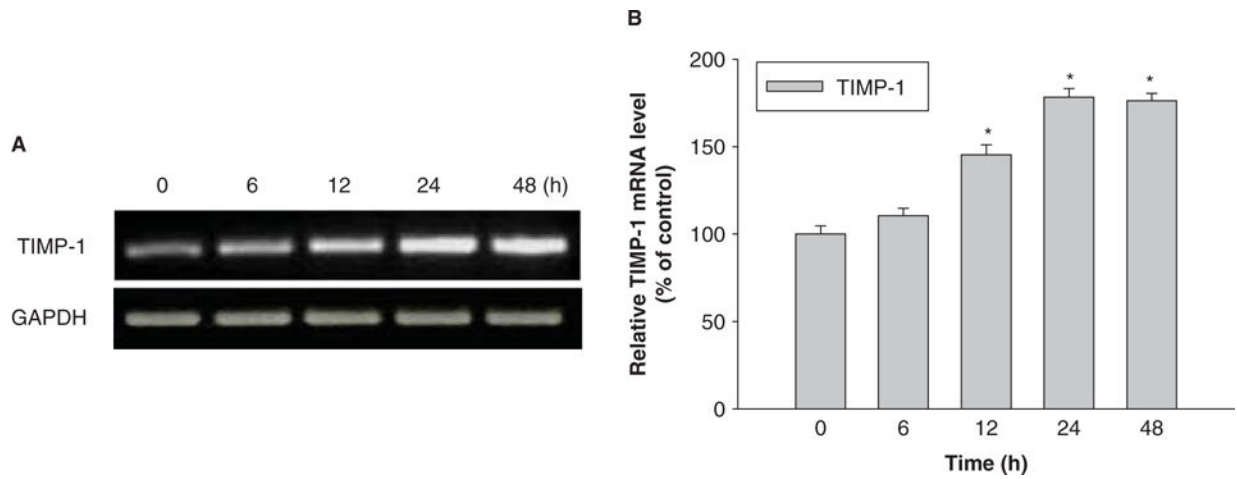 A
0 6 12 24 48 (h)
TIMP-1
GAPDH
B
Relative TIMP-1 mRNA level
(% of control)
200
150
100
50
0
TIMP-1
* * *
0 6 12 24 48
Time (h)